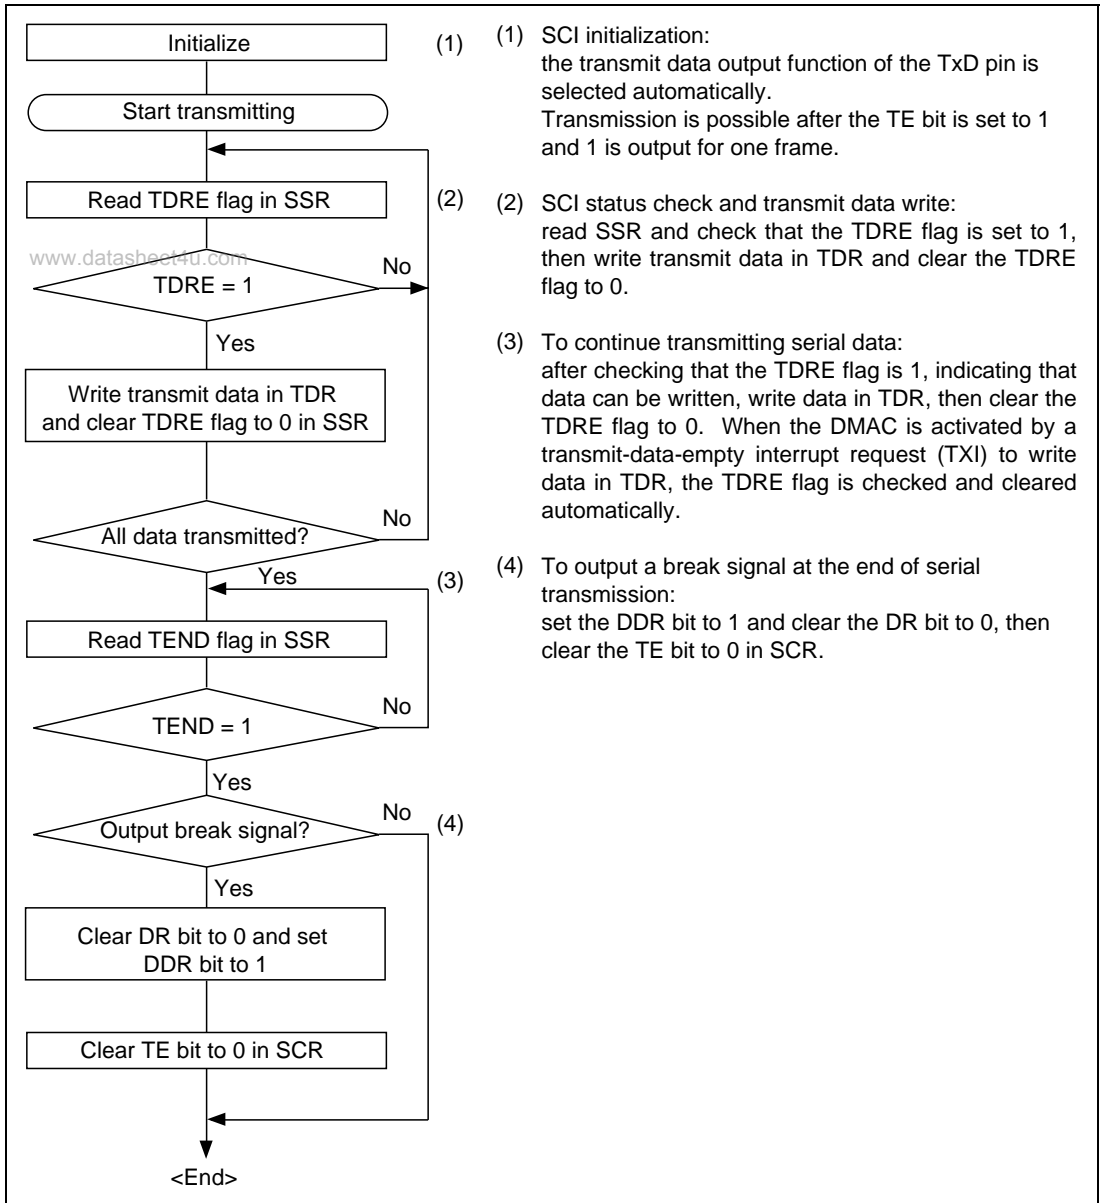 Initialize
(1)
Start transmitting
Read TDRE flag in SSR
(2)
www.datasheet4u.com
TDRE = 1
No
Yes
Write transmit data in TDR
and clear TDRE flag to 0 in SSR
All data transmitted?
No
Yes
(3)
Read TEND flag in SSR
TEND = 1
No
Yes
Output break signal?
No
(4)
Yes
Clear DR bit to 0 and set
DDR bit to 1
Clear TE bit to 0 in SCR
<End>
(1) SCI initialization:
the transmit data output function of the TxD pin is
selected automatically.
Transmission is possible after the TE bit is set to 1
and 1 is output for one frame.
(2) SCI status check and transmit data write:
read SSR and check that the TDRE flag is set to 1,
then write transmit data in TDR and clear the TDRE
flag to 0.
(3) To continue transmitting serial data:
after checking that the TDRE flag is 1, indicating that
data can be written, write data in TDR, then clear the
TDRE flag to 0. When the DMAC is activated by a
transmit-data-empty interrupt request (TXI) to write
data in TDR, the TDRE flag is checked and cleared
automatically.
(4) To output a break signal at the end of serial
transmission:
set the DDR bit to 1 and clear the DR bit to 0, then
clear the TE bit to 0 in SCR.